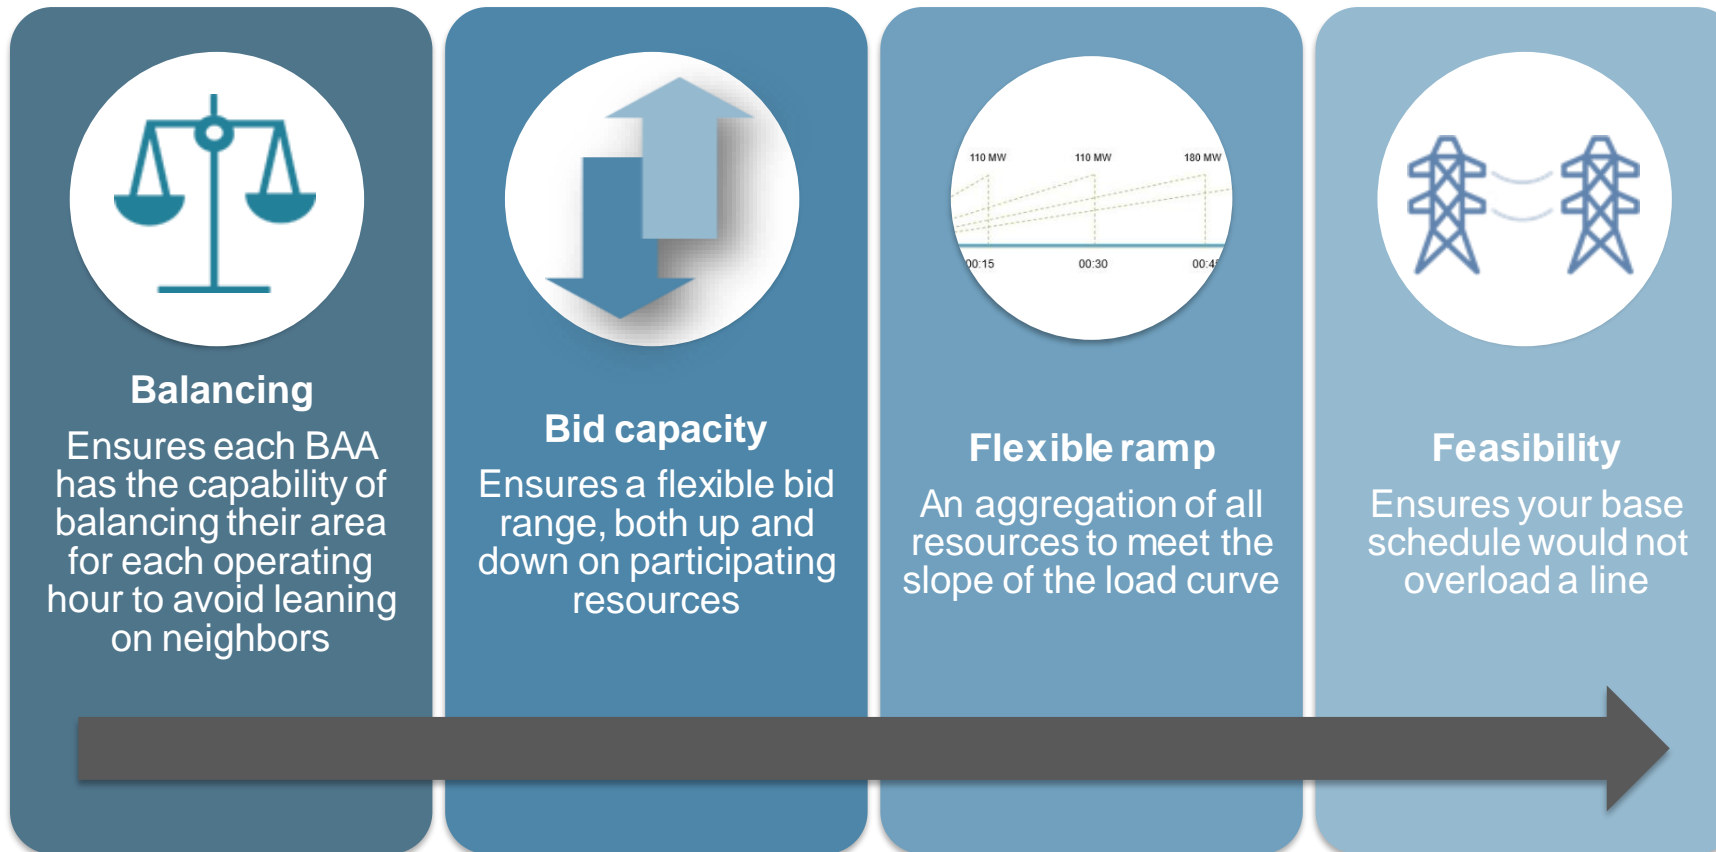 Balancing
Ensures each BAA
has the capability of
balancing their area
for each operating
hour to avoid leaning
on neighbors
Bid capacity
Ensures a flexible bid
range, both up and
down on participating
resources
110 MW 110 MW 180 MW
00:15 00:30 00:4
Flexible ramp
An aggregation of all
resources to meet the
slope of the load curve
Feasibility
Ensures your base
schedule would not
overload a line